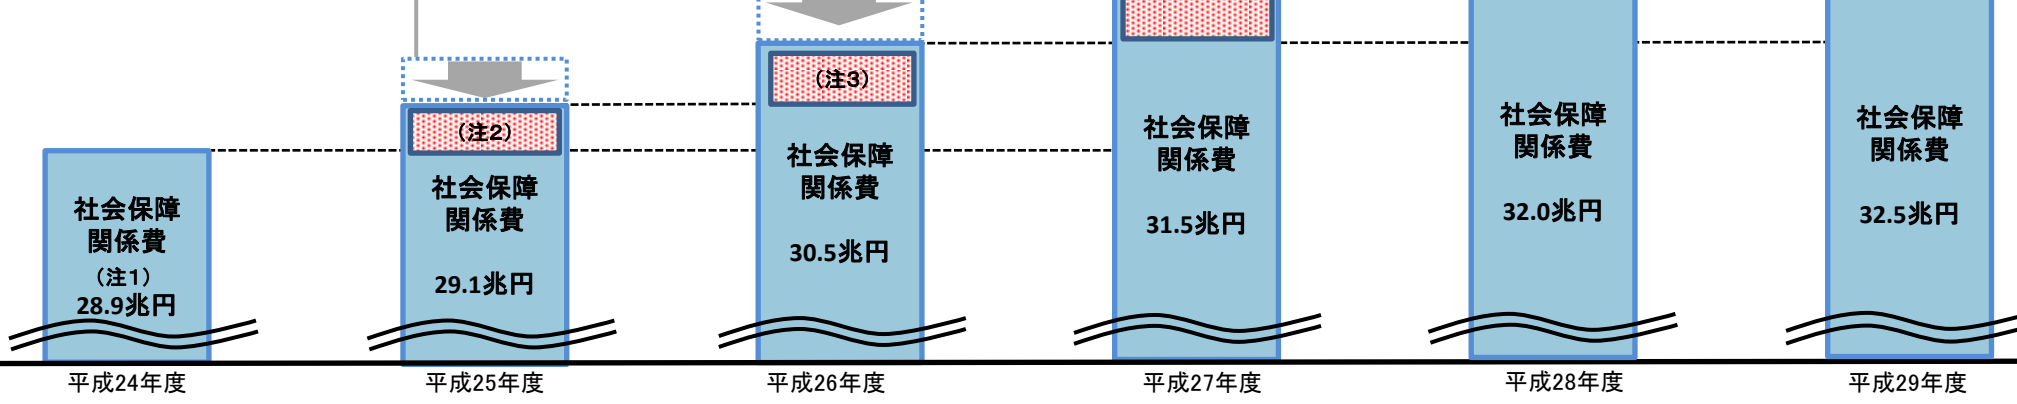 (注3)
(注2)
社会保障
関係費
(注1)
28.9兆円
社会保障
関係費
29.1兆円
社会保障
関係費
30.5兆円
社会保障
関係費
31.5兆円
社会保障
関係費
32.0兆円
社会保障
関係費
32.5兆円
平成24年度
平成25年度
平成26年度
平成27年度
平成28年度
平成29年度